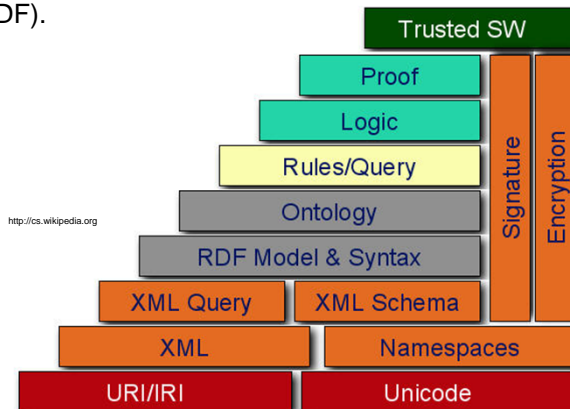 DF).
Trusted SW
Proof
Logic
Rules/Query
Ontology
RDF Model & Syntax
XML Query XML Schema
Signature
Encryption
XML Namespaces
URI/IRI Unicode
http://cs.wikipedia.org